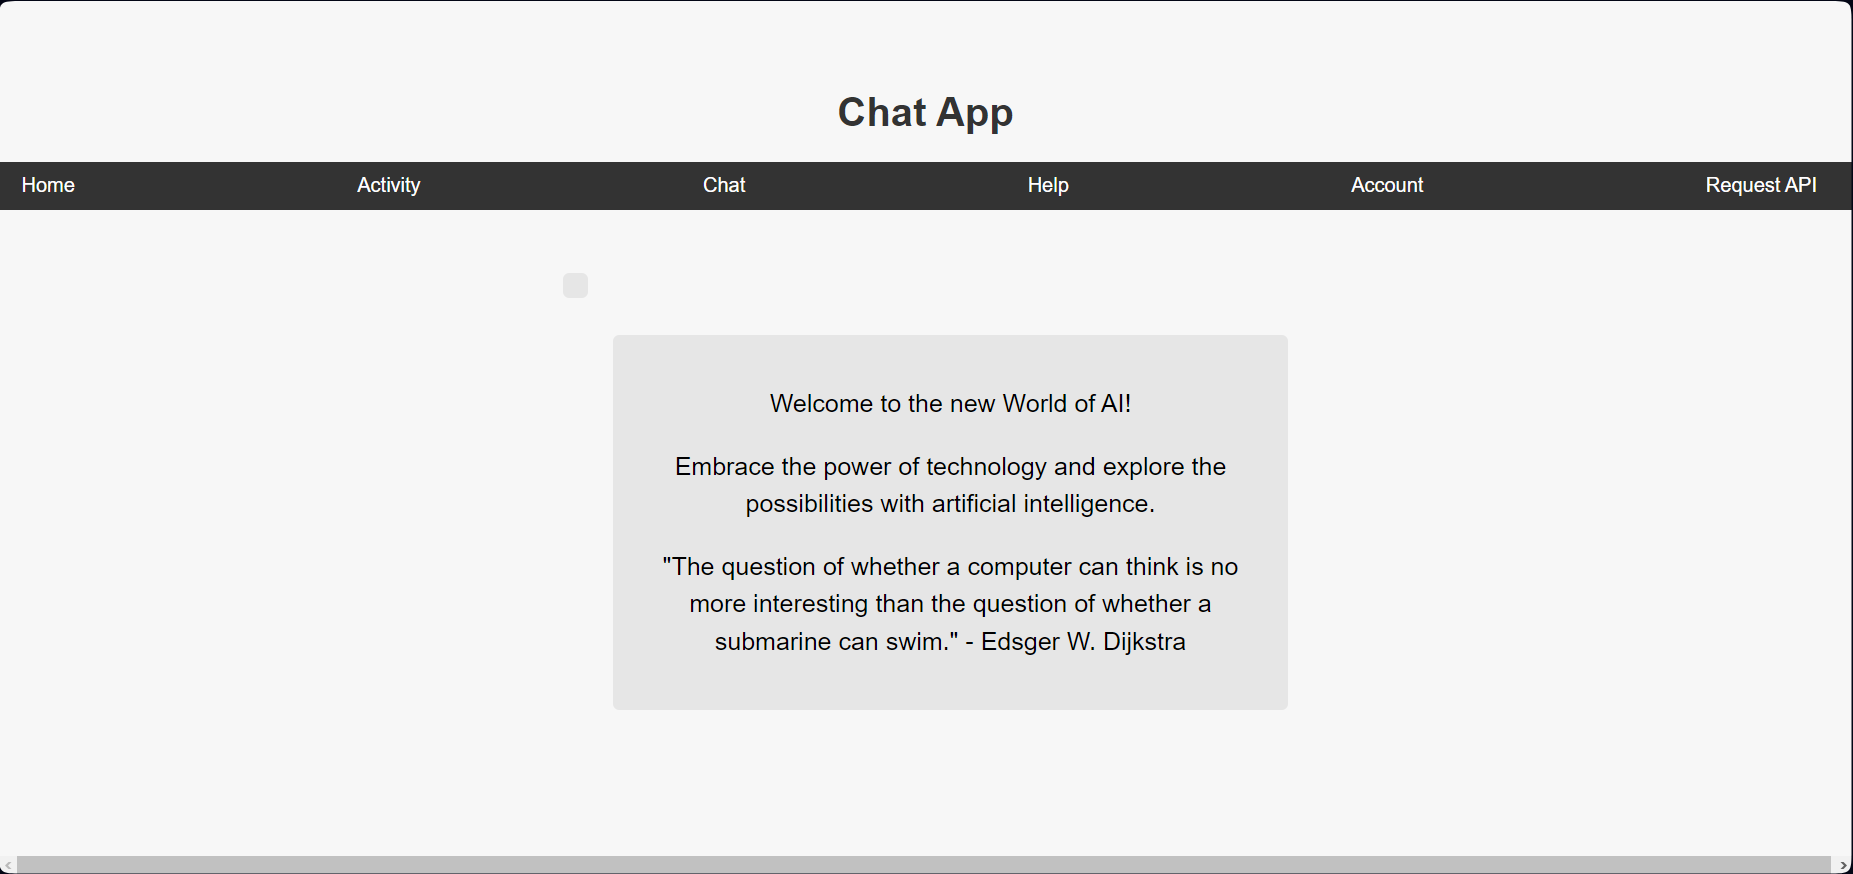 Chat App
Home Activity Chat Help Account Request API
Welcome to the new World of AI!
Embrace the power of technology and explore the
possibilities with artificial intelligence.
"The question of whether a computer can think is no
more interesting than the question of whether a
submarine can swim." - Edsger W. Dijkstra